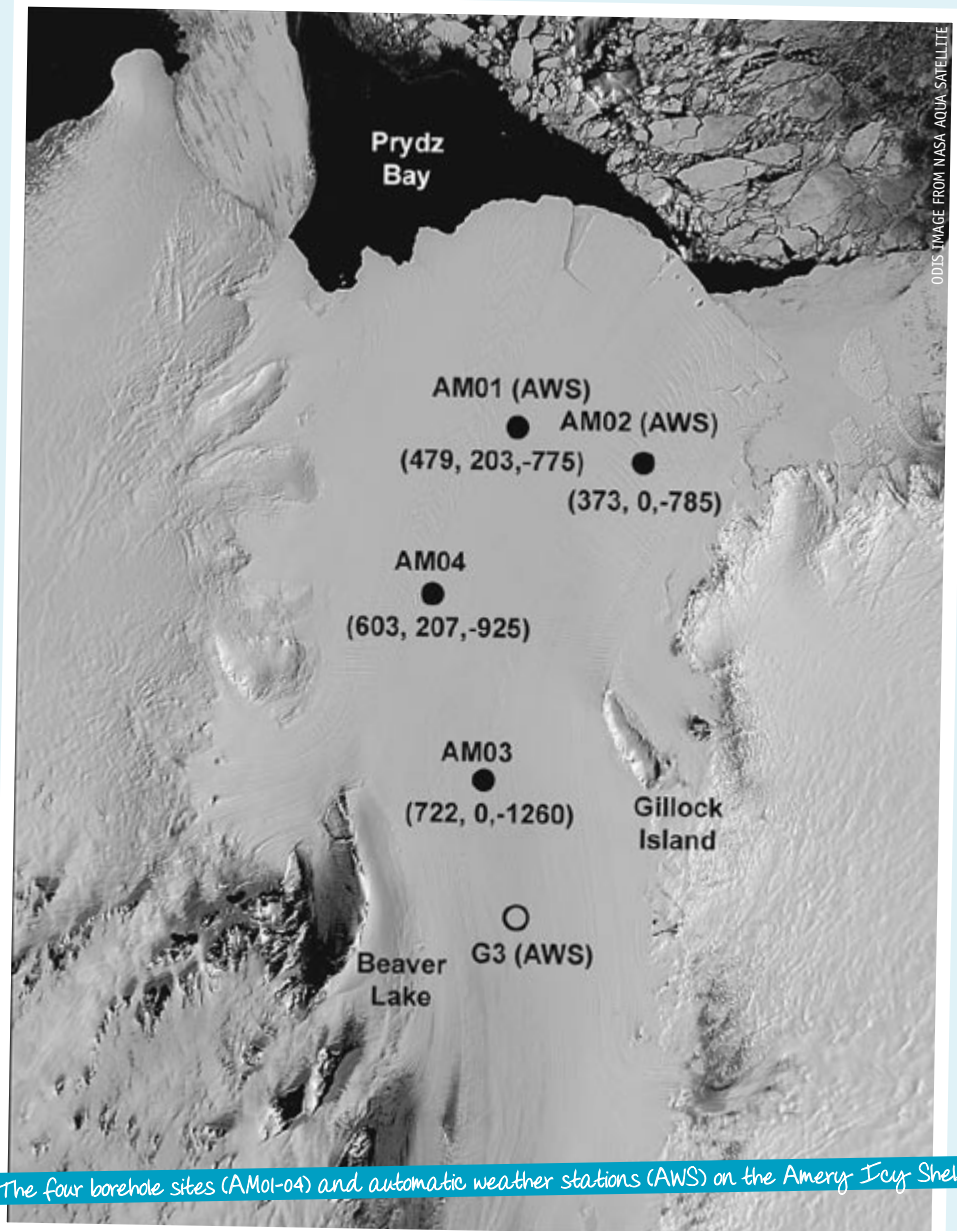 ODIS IMAGE FROM NASA AQUA SATELLITE
Prydz
Bay
AM01 (AWS)
(479, 203,-775)
AM02 (AWS)
(373, 0,-785)
AM04
(603, 207,-925)
AM03
(722, 0,-1260)
Gillock
Island
G3 (AWS)
Beaver
Lake
The four borehole sites (AM01-04) and automatic weather stations (AWS) on the Amery Icy Shel